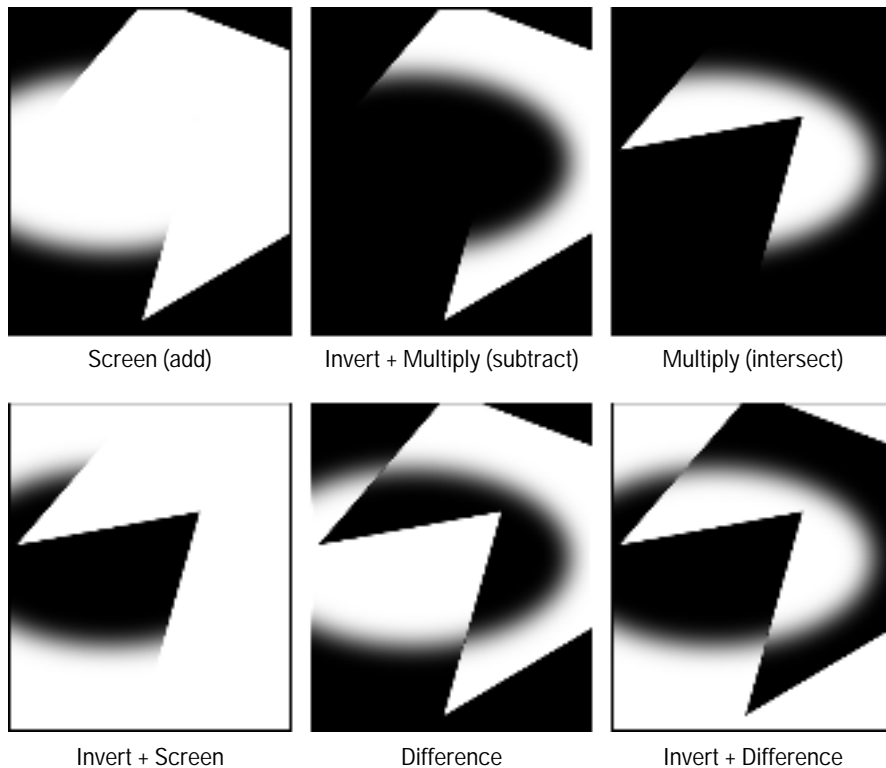 Screen (add)
Invert + Multiply (subtract)
Multiply (intersect)
Invert + Screen
Difference
Invert + Difference